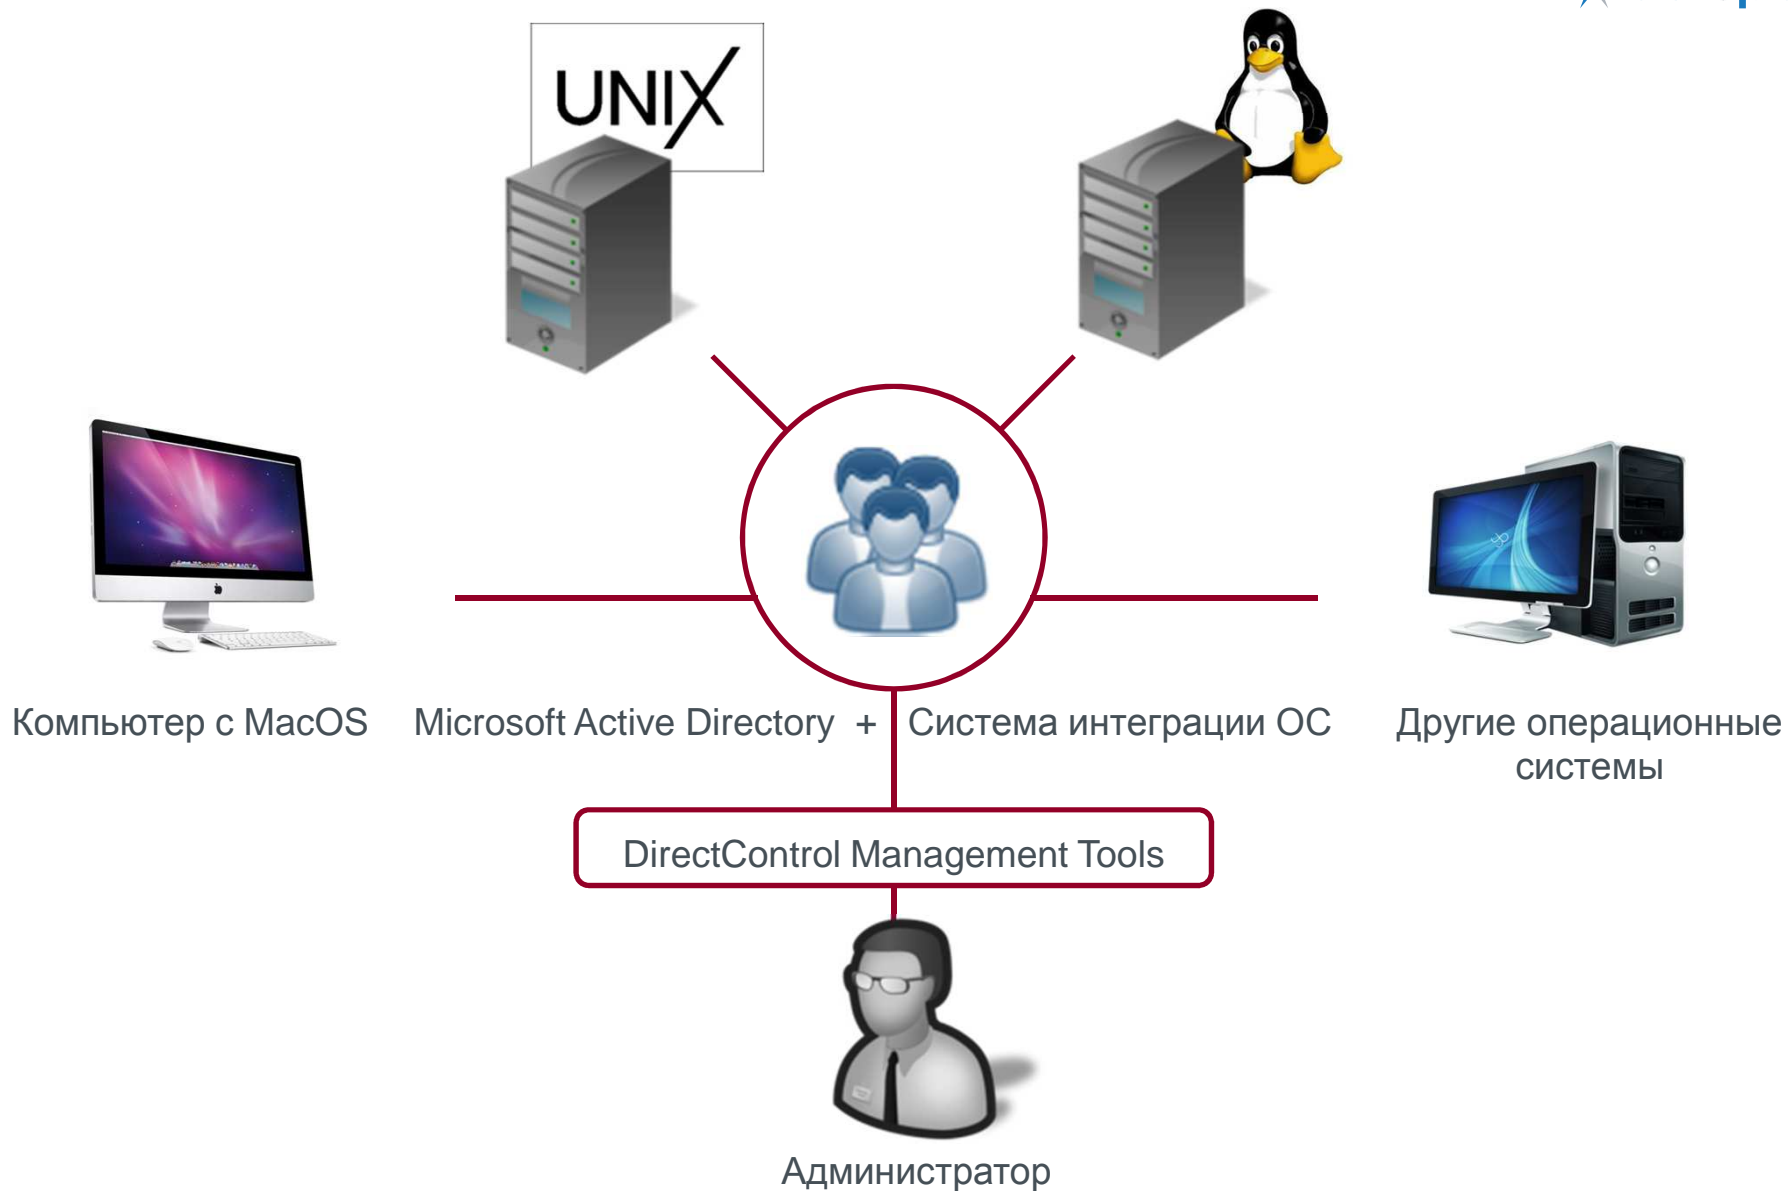 UNIX
Компьютер с MacOS
Microsoft Active Directory + Система интеграции ОС
Другие операционные
системы
DirectControl Management Tools
Администратор